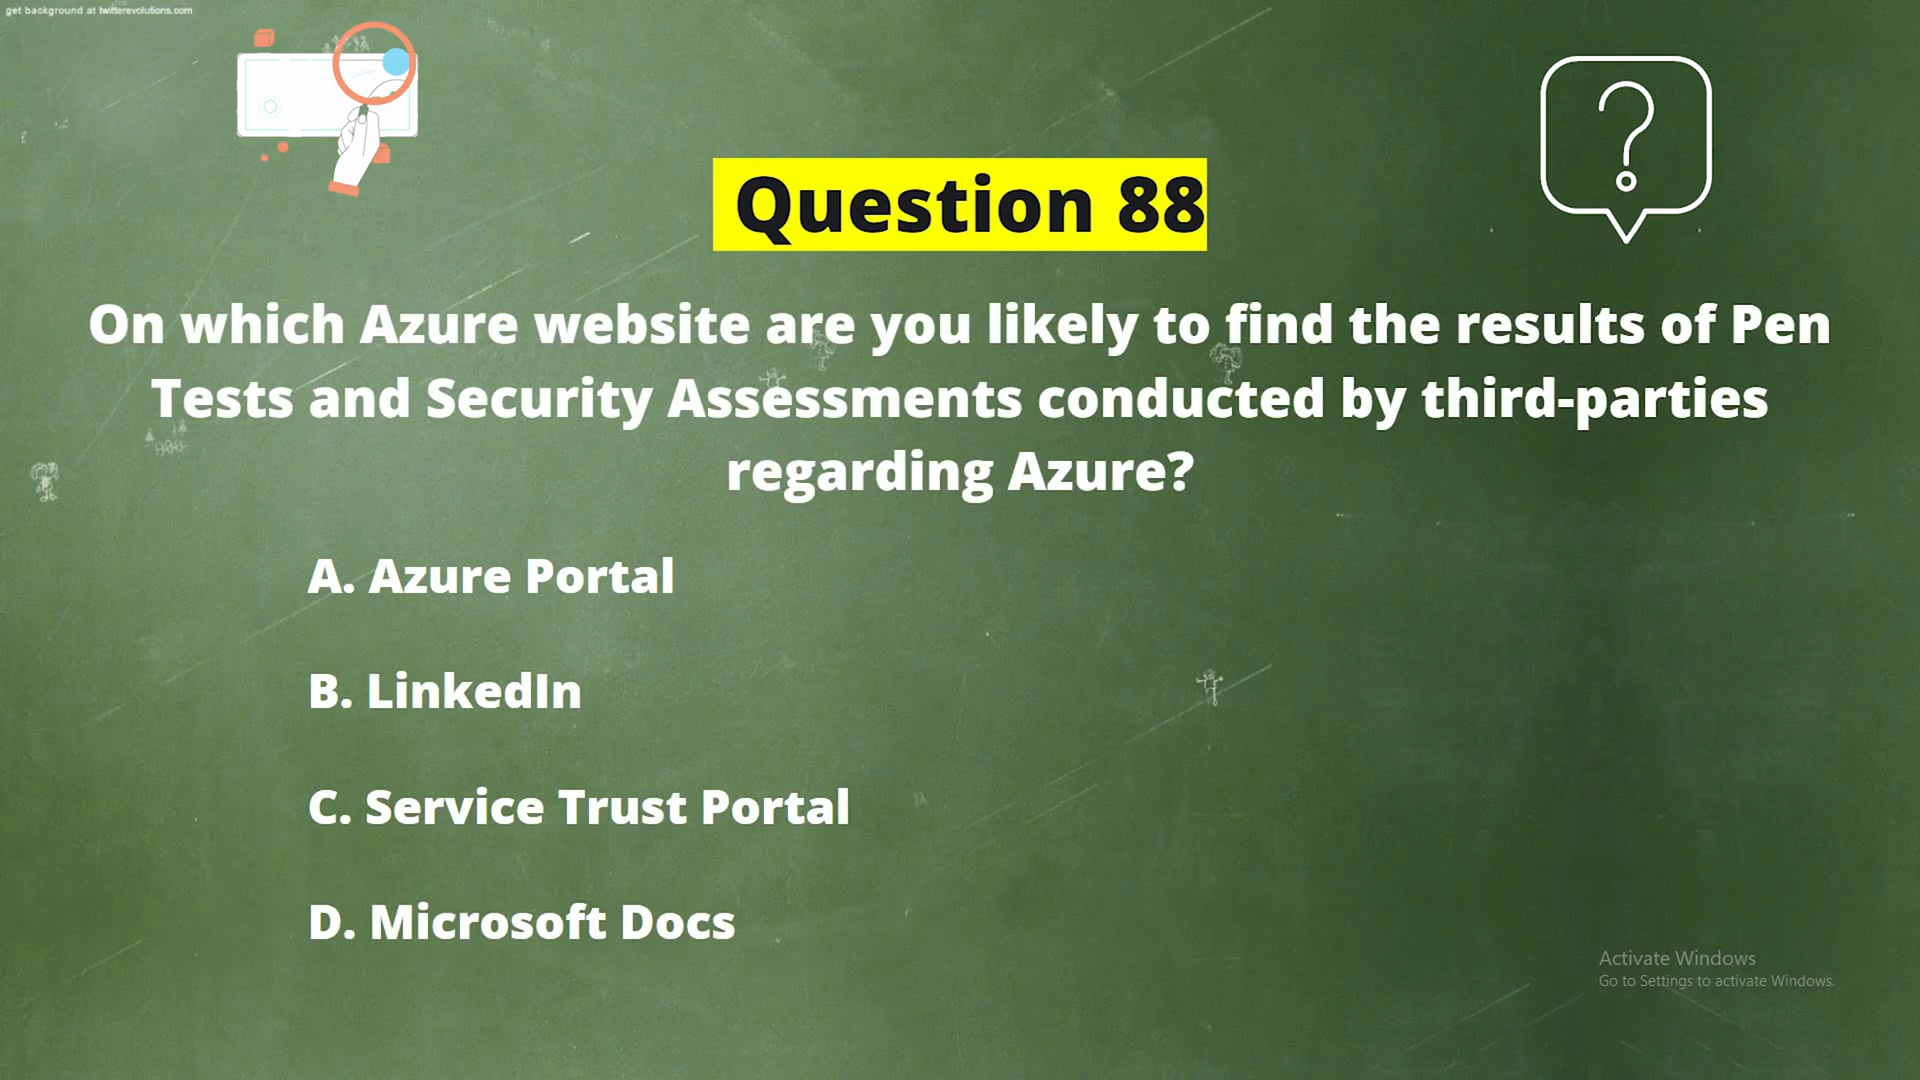 get background at twitterevolutions.com
Question 88
On which Azure website are you likely to find the results of Pen
Tests and Security Assessments conducted by third-parties
regarding Azure?
A. Azure Portal
B. LinkedIn
C. Service Trust Portal
D. Microsoft Docs
Activate Windows
Go to Settings to activate Windows.